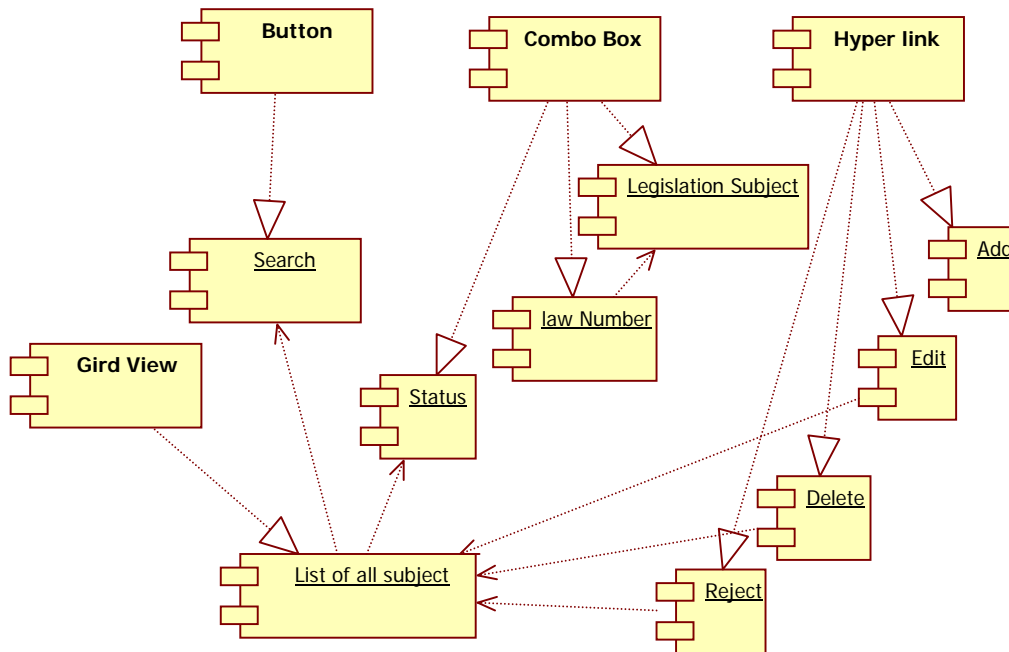 Button
Combo Box
Hyper link
Legislation Subject
Search
Add
law Number
Gird View
Edit
Status
Delete
List of all subject
Reject